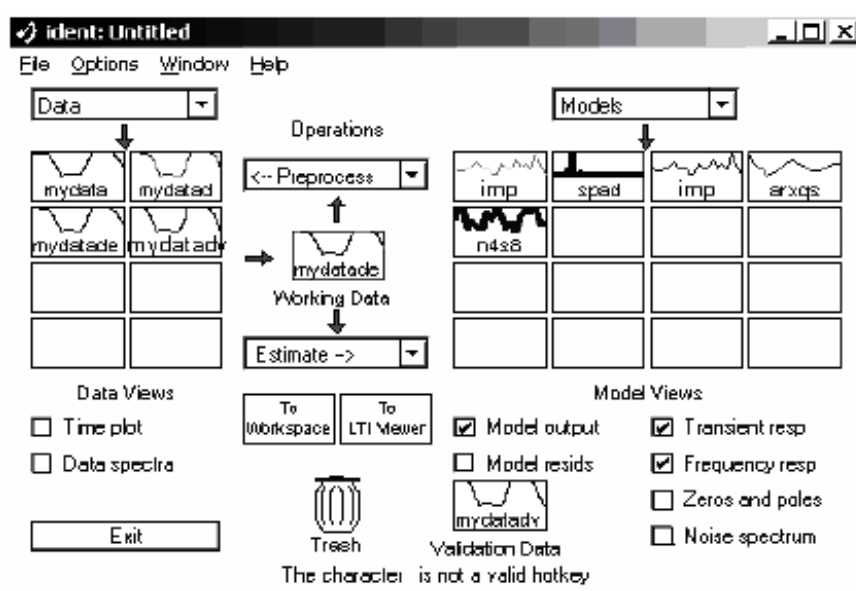 ident: Untitled
File Options Window Help
Data
Models
Operations
mydata mydatad
<-- Preprocess
imp spad imp arxqs
mydatade mydatadv
n4s8
mydatade
Working Data
Estimate -->
Data Views
Model Views
To Workspace
To LTI Viewer
Time plot
Data spectra
Model output
Transient resp
Model resids
Frequency resp
Zeros and poles
Noise spectrum
Exit
Trash
mydatadv
Validation Data
The character is not a valid hotkey